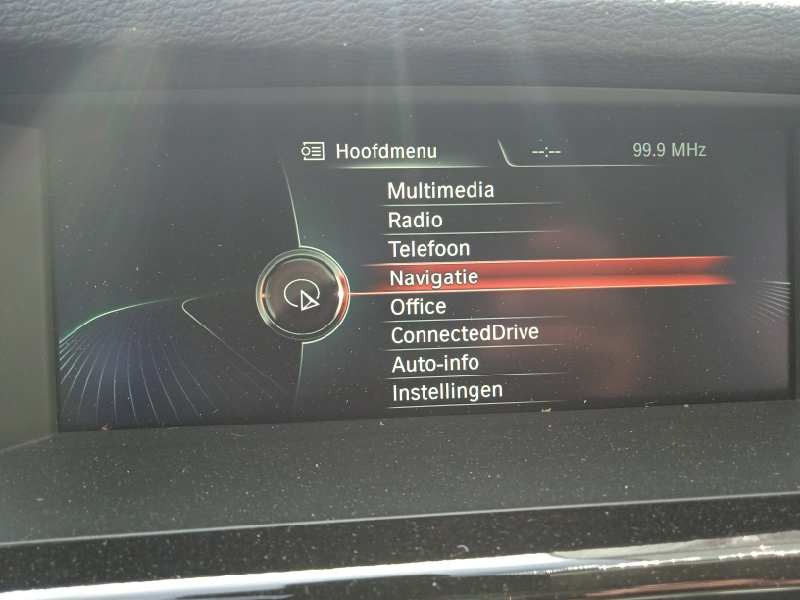 Hoofdmenu --:-- 99.9 MHz
Multimedia
Radio
Telefoon
Navigatie
Office
ConnectedDrive
Auto-info
Instellingen